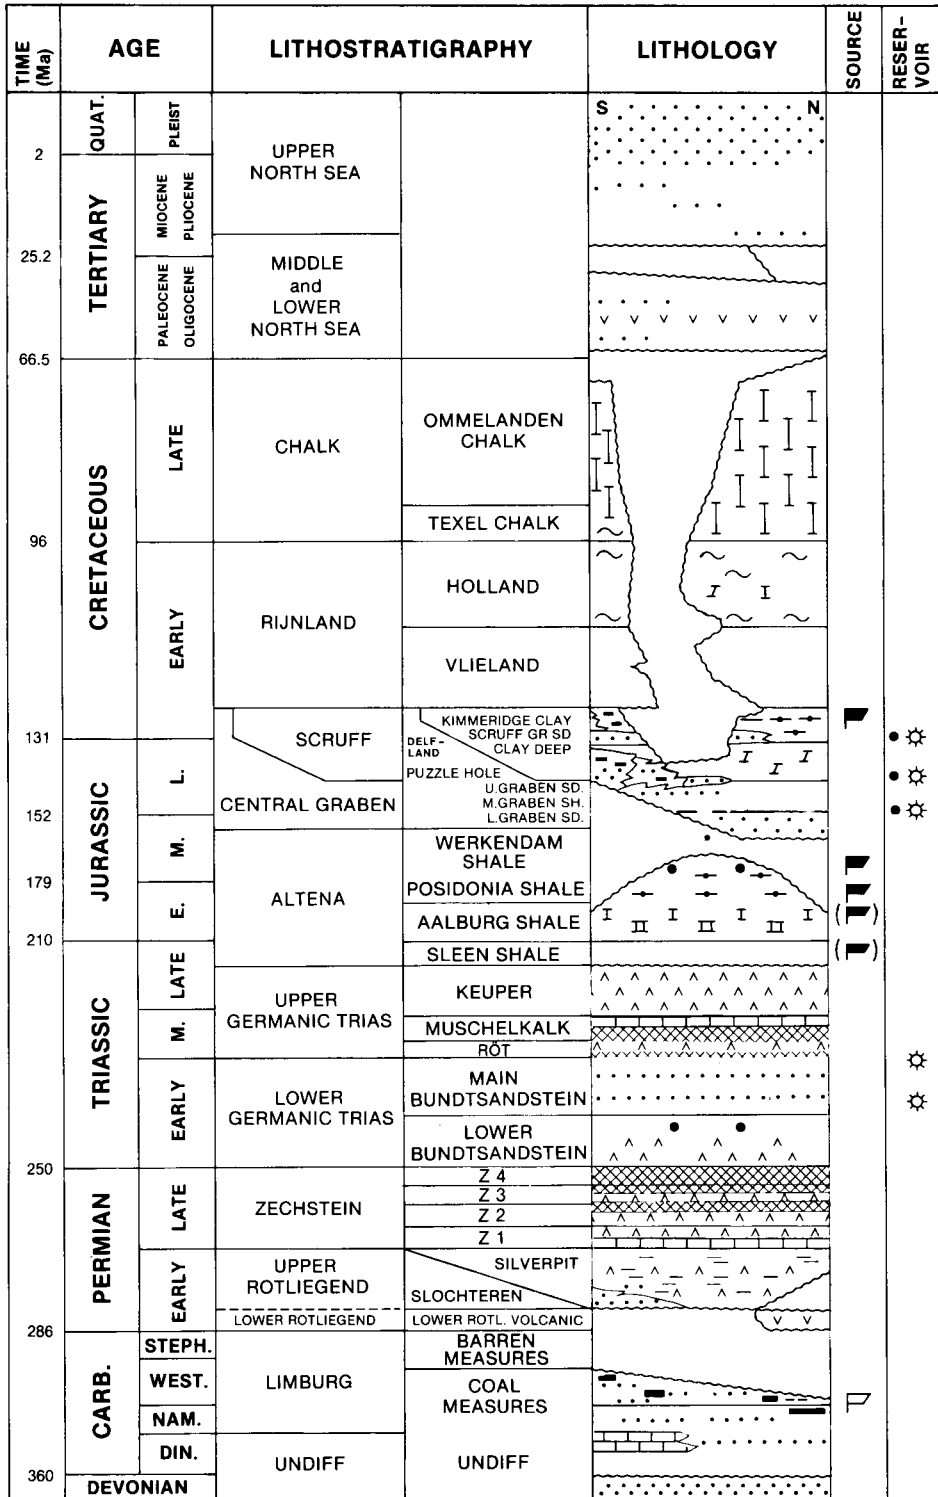 TIME (Ma)
AGE
LITHOSTRATIGRAPHY
LITHOLOGY
SOURCE
RESER-
VOIR
S N
QUAT.
PLEIST
2
UPPER
NORTH SEA
TERTIARY
MIOCENE
PLIOCENE
25.2
PALEOCENE
OLIGOCENE
MIDDLE
and
LOWER
NORTH SEA
66.5
CRETACEOUS
LATE
CHALK
OMMELANDEN
CHALK
TEXEL CHALK
96
EARLY
RIJNLAND
HOLLAND
VLIELAND
131
SCRUFF
DELF-
LAND
KIMMERIDGE CLAY
SCRUFF GR SD
CLAY DEEP
PUZZLE HOLE
JURASSIC
L.
CENTRAL GRABEN
U.GRABEN SD.
M.GRABEN SH.
L.GRABEN SD.
152
M.
ALTENA
WERKENDAM
SHALE
179
POSIDONIA SHALE
E.
AALBURG SHALE
210
SLEEN SHALE
TRIASSIC
LATE
UPPER
GERMANIC TRIAS
KEUPER
M.
MUSCHELKALK
RÖT
EARLY
LOWER
GERMANIC TRIAS
MAIN
BUNDTSANDSTEIN
LOWER
BUNDTSANDSTEIN
250
PERMIAN
LATE
ZECHSTEIN
Z 4
Z 3
Z 2
Z 1
EARLY
UPPER
ROTLIEGEND
SILVERPIT
SLOCHTEREN
LOWER ROTLIEGEND
LOWER ROTL. VOLCANIC
286
CARB.
STEPH.
BARREN
MEASURES
WEST.
LIMBURG
COAL
MEASURES
NAM.
DIN.
UNDIFF
UNDIFF
360
DEVONIAN